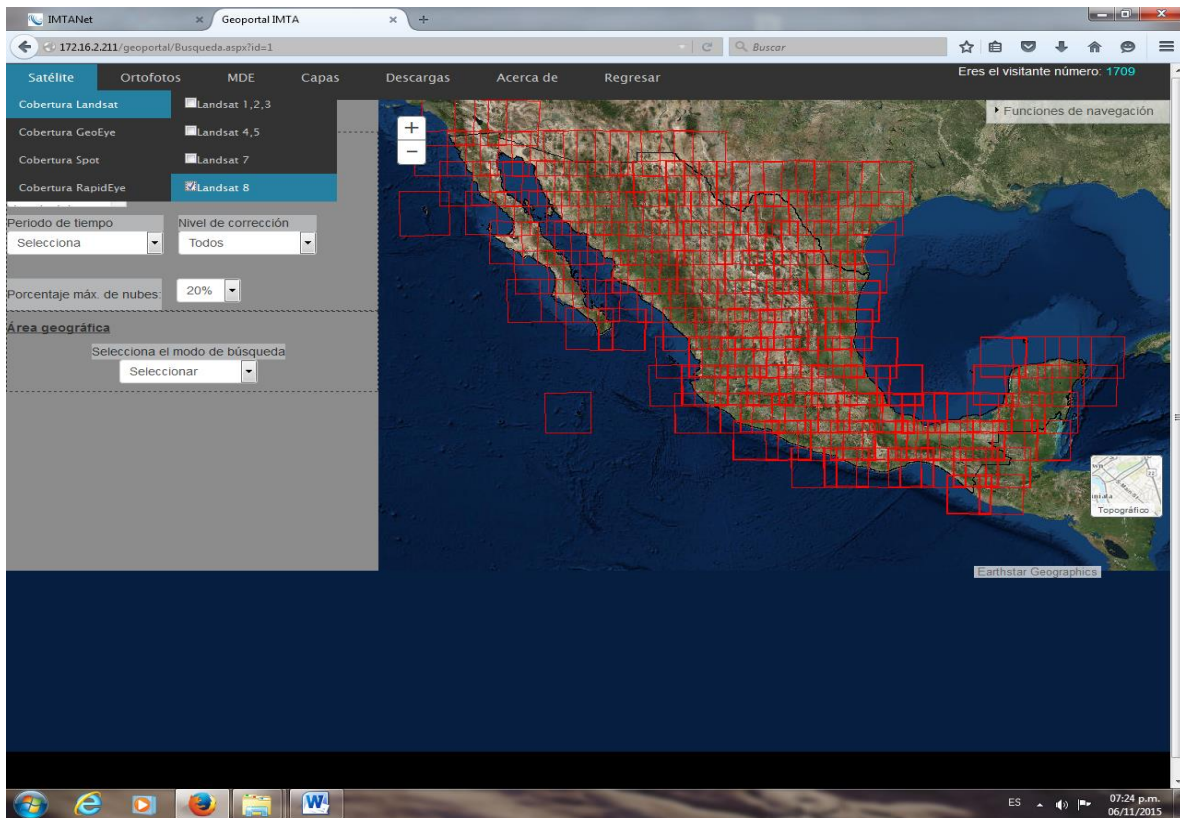 IMTANet
Geoportal IMTA
172.16.2.211/geoportal/Busqueda.aspx?id=1
Buscar
Satélite Ortofotos MDE Capas Descargas Acerca de Regresar
Eres el visitante número: 1709
Cobertura Landsat
Landsat 1,2,3
Cobertura GeoEye
Landsat 4,5
Cobertura Spot
Landsat 7
Cobertura RapidEye
Landsat 8
Funciones de navegación
+
−
Periodo de tiempo
Nivel de corrección
Selecciona
Todos
Porcentaje máx. de nubes:
20%
Área geográfica
Selecciona el modo de búsqueda
Seleccionar
Topográfico
Earthstar Geographics
ES
07:24 p.m.
06/11/2015